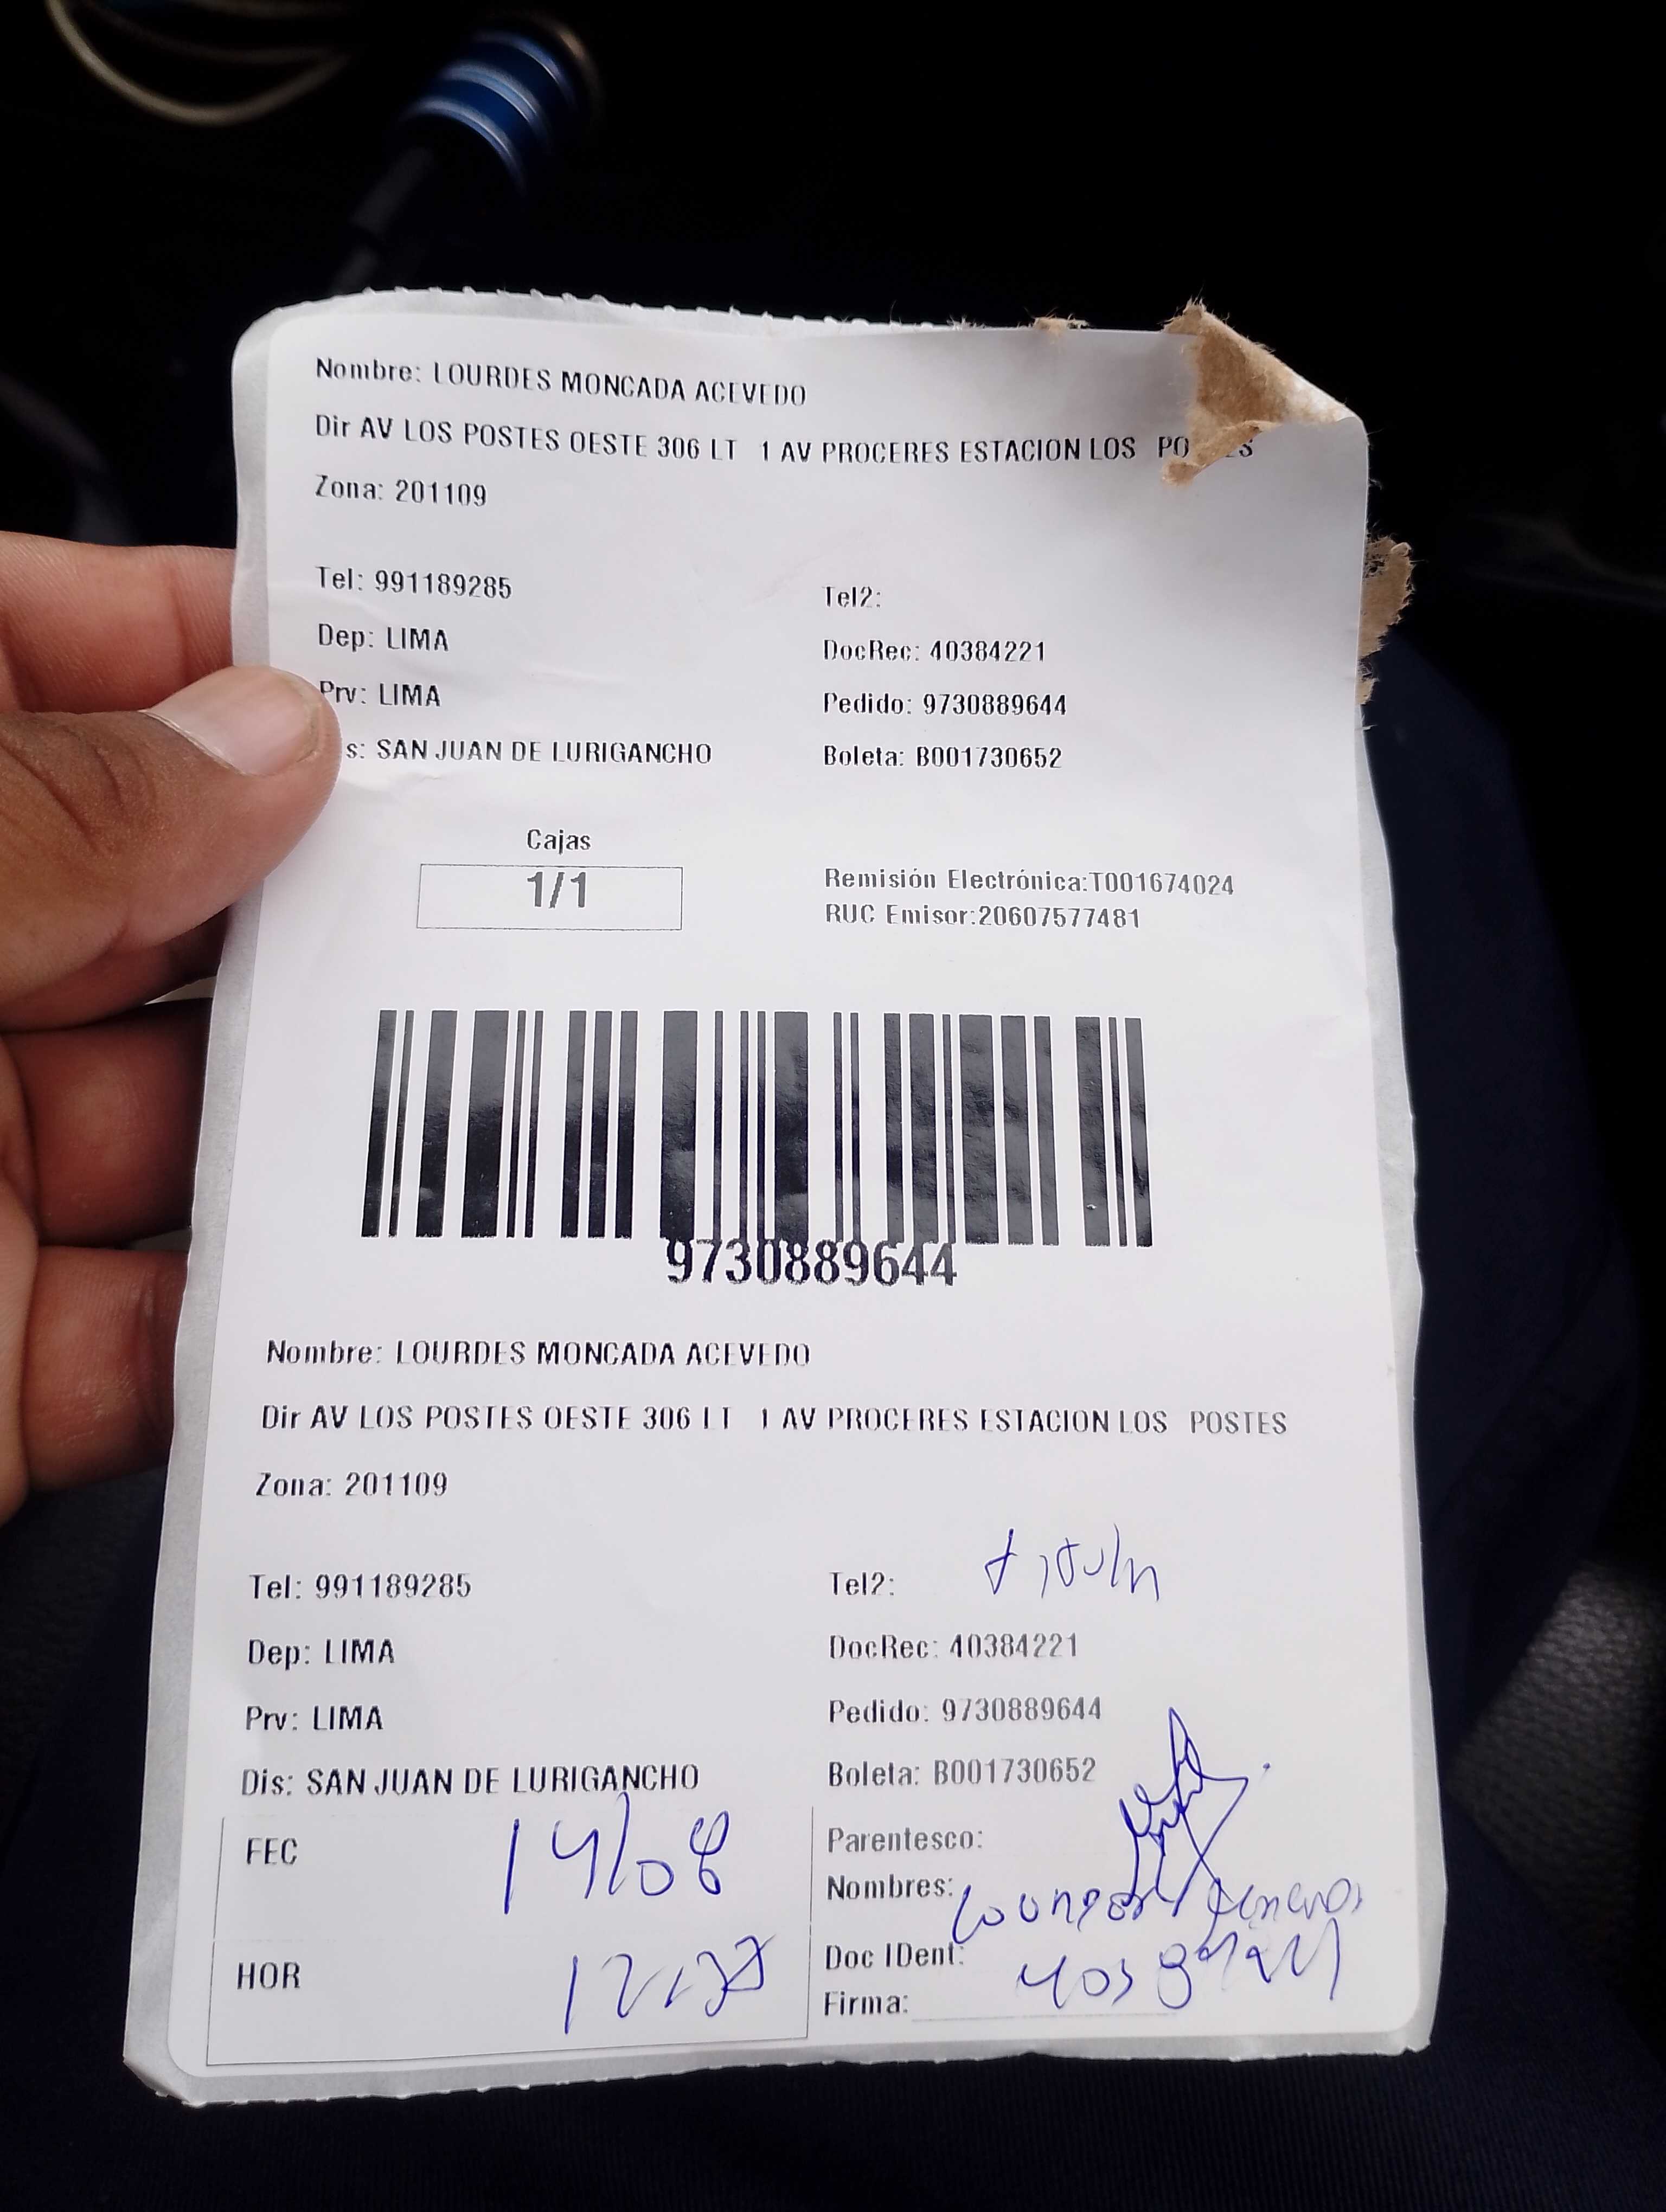 Nombre: LOURDES MONCADA ACEVEDO
Dir AV LOS POSTES OESTE 306 LT 1 AV PROCERES ESTACION LOS PO S
Zona: 201109
Tel: 991189285
Tel2:
Dep: LIMA
DocRec: 40384221
Prv: LIMA
Pedido: 9730889644
s: SAN JUAN DE LURIGANCHO
Boleta: B001730652
Cajas
1/1
Remisión Electrónica:T001674024
RUC Emisor:20607577481
9730889644
Nombre: LOURDES MONCADA ACEVEDO
Dir AV LOS POSTES OESTE 306 LT 1 AV PROCERES ESTACION LOS POSTES
Zona: 201109
Tel: 991189285
Tel2:
Dep: LIMA
DocRec: 40384221
Prv: LIMA
Pedido: 9730889644
Dis: SAN JUAN DE LURIGANCHO
Boleta: B001730652
FEC 14/08
Parentesco:
Nombres:
HOR
Doc IDent:
Firma: